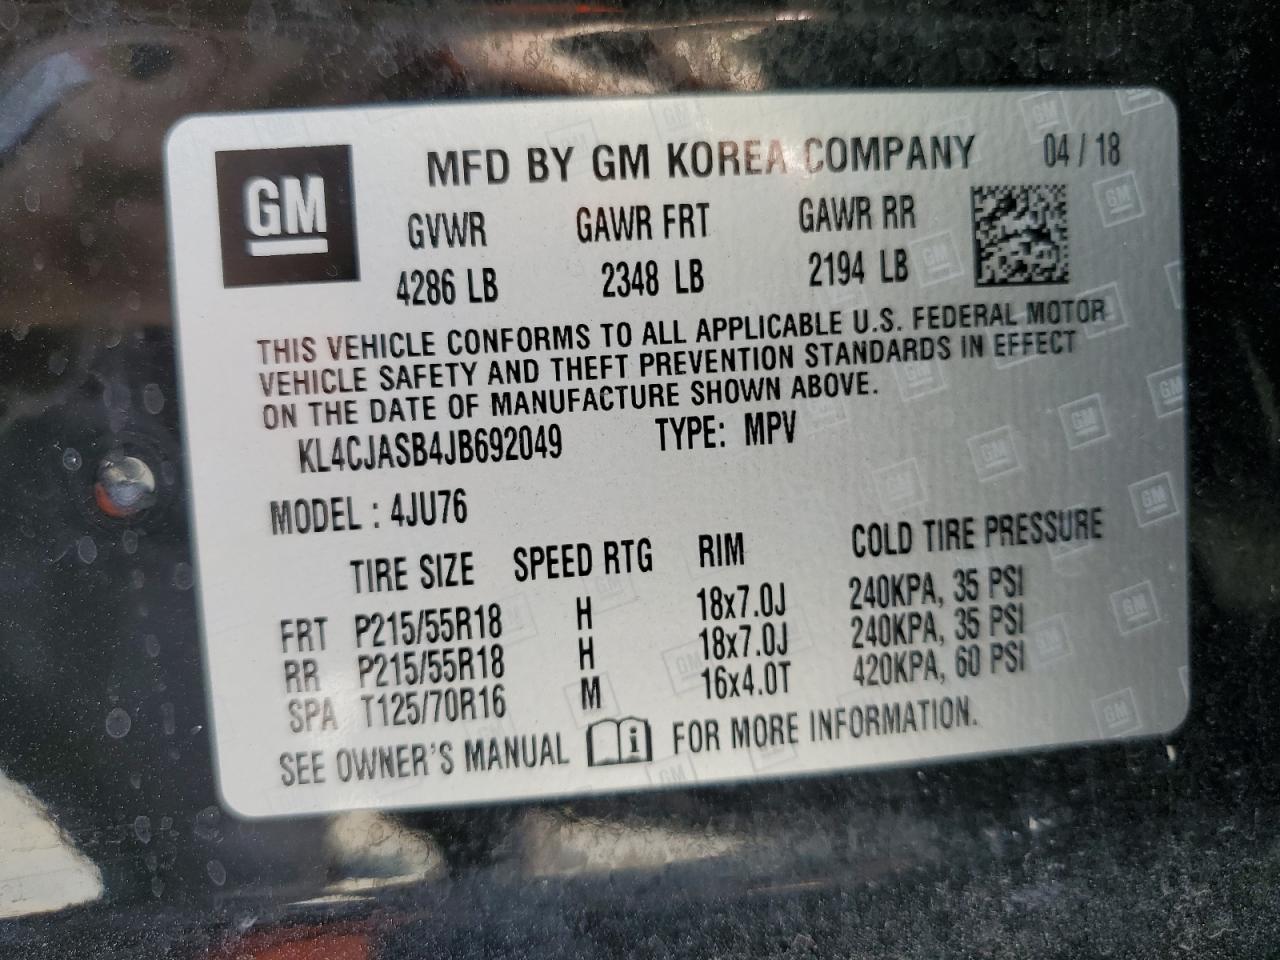 GM
MFD BY GM KOREA COMPANY 04 / 18
GVWR GAWR FRT GAWR RR
4286 LB 2348 LB 2194 LB
THIS VEHICLE CONFORMS TO ALL APPLICABLE U.S. FEDERAL MOTOR
VEHICLE SAFETY AND THEFT PREVENTION STANDARDS IN EFFECT
ON THE DATE OF MANUFACTURE SHOWN ABOVE.
KL4CJASB4JB692049 TYPE: MPV
MODEL : 4JU76
TIRE SIZE SPEED RTG RIM COLD TIRE PRESSURE
FRT P215/55R18 H 18x7.0J 240KPA, 35 PSI
RR P215/55R18 H 18x7.0J 240KPA, 35 PSI
SPA T125/70R16 M 16x4.0T 420KPA, 60 PSI
SEE OWNER'S MANUAL i FOR MORE INFORMATION.